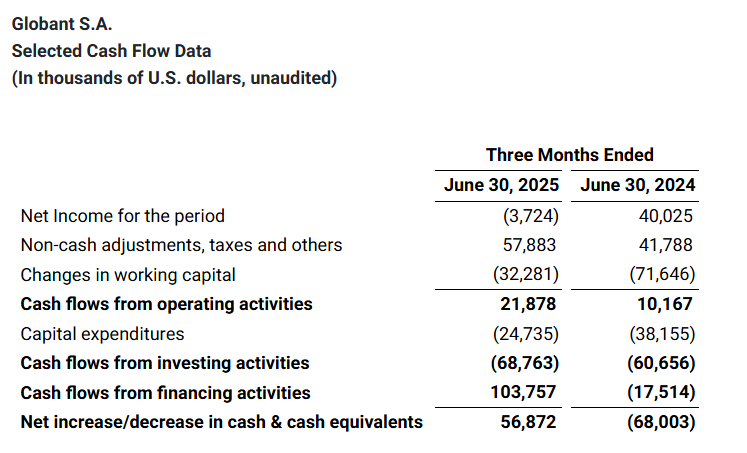 Globant S.A.
Selected Cash Flow Data
(In thousands of U.S. dollars, unaudited)
Three Months Ended
June 30, 2025 June 30, 2024
Net Income for the period (3,724) 40,025
Non-cash adjustments, taxes and others 57,883 41,788
Changes in working capital (32,281) (71,646)
Cash flows from operating activities 21,878 10,167
Capital expenditures (24,735) (38,155)
Cash flows from investing activities (68,763) (60,656)
Cash flows from financing activities 103,757 (17,514)
Net increase/decrease in cash & cash equivalents 56,872 (68,003)